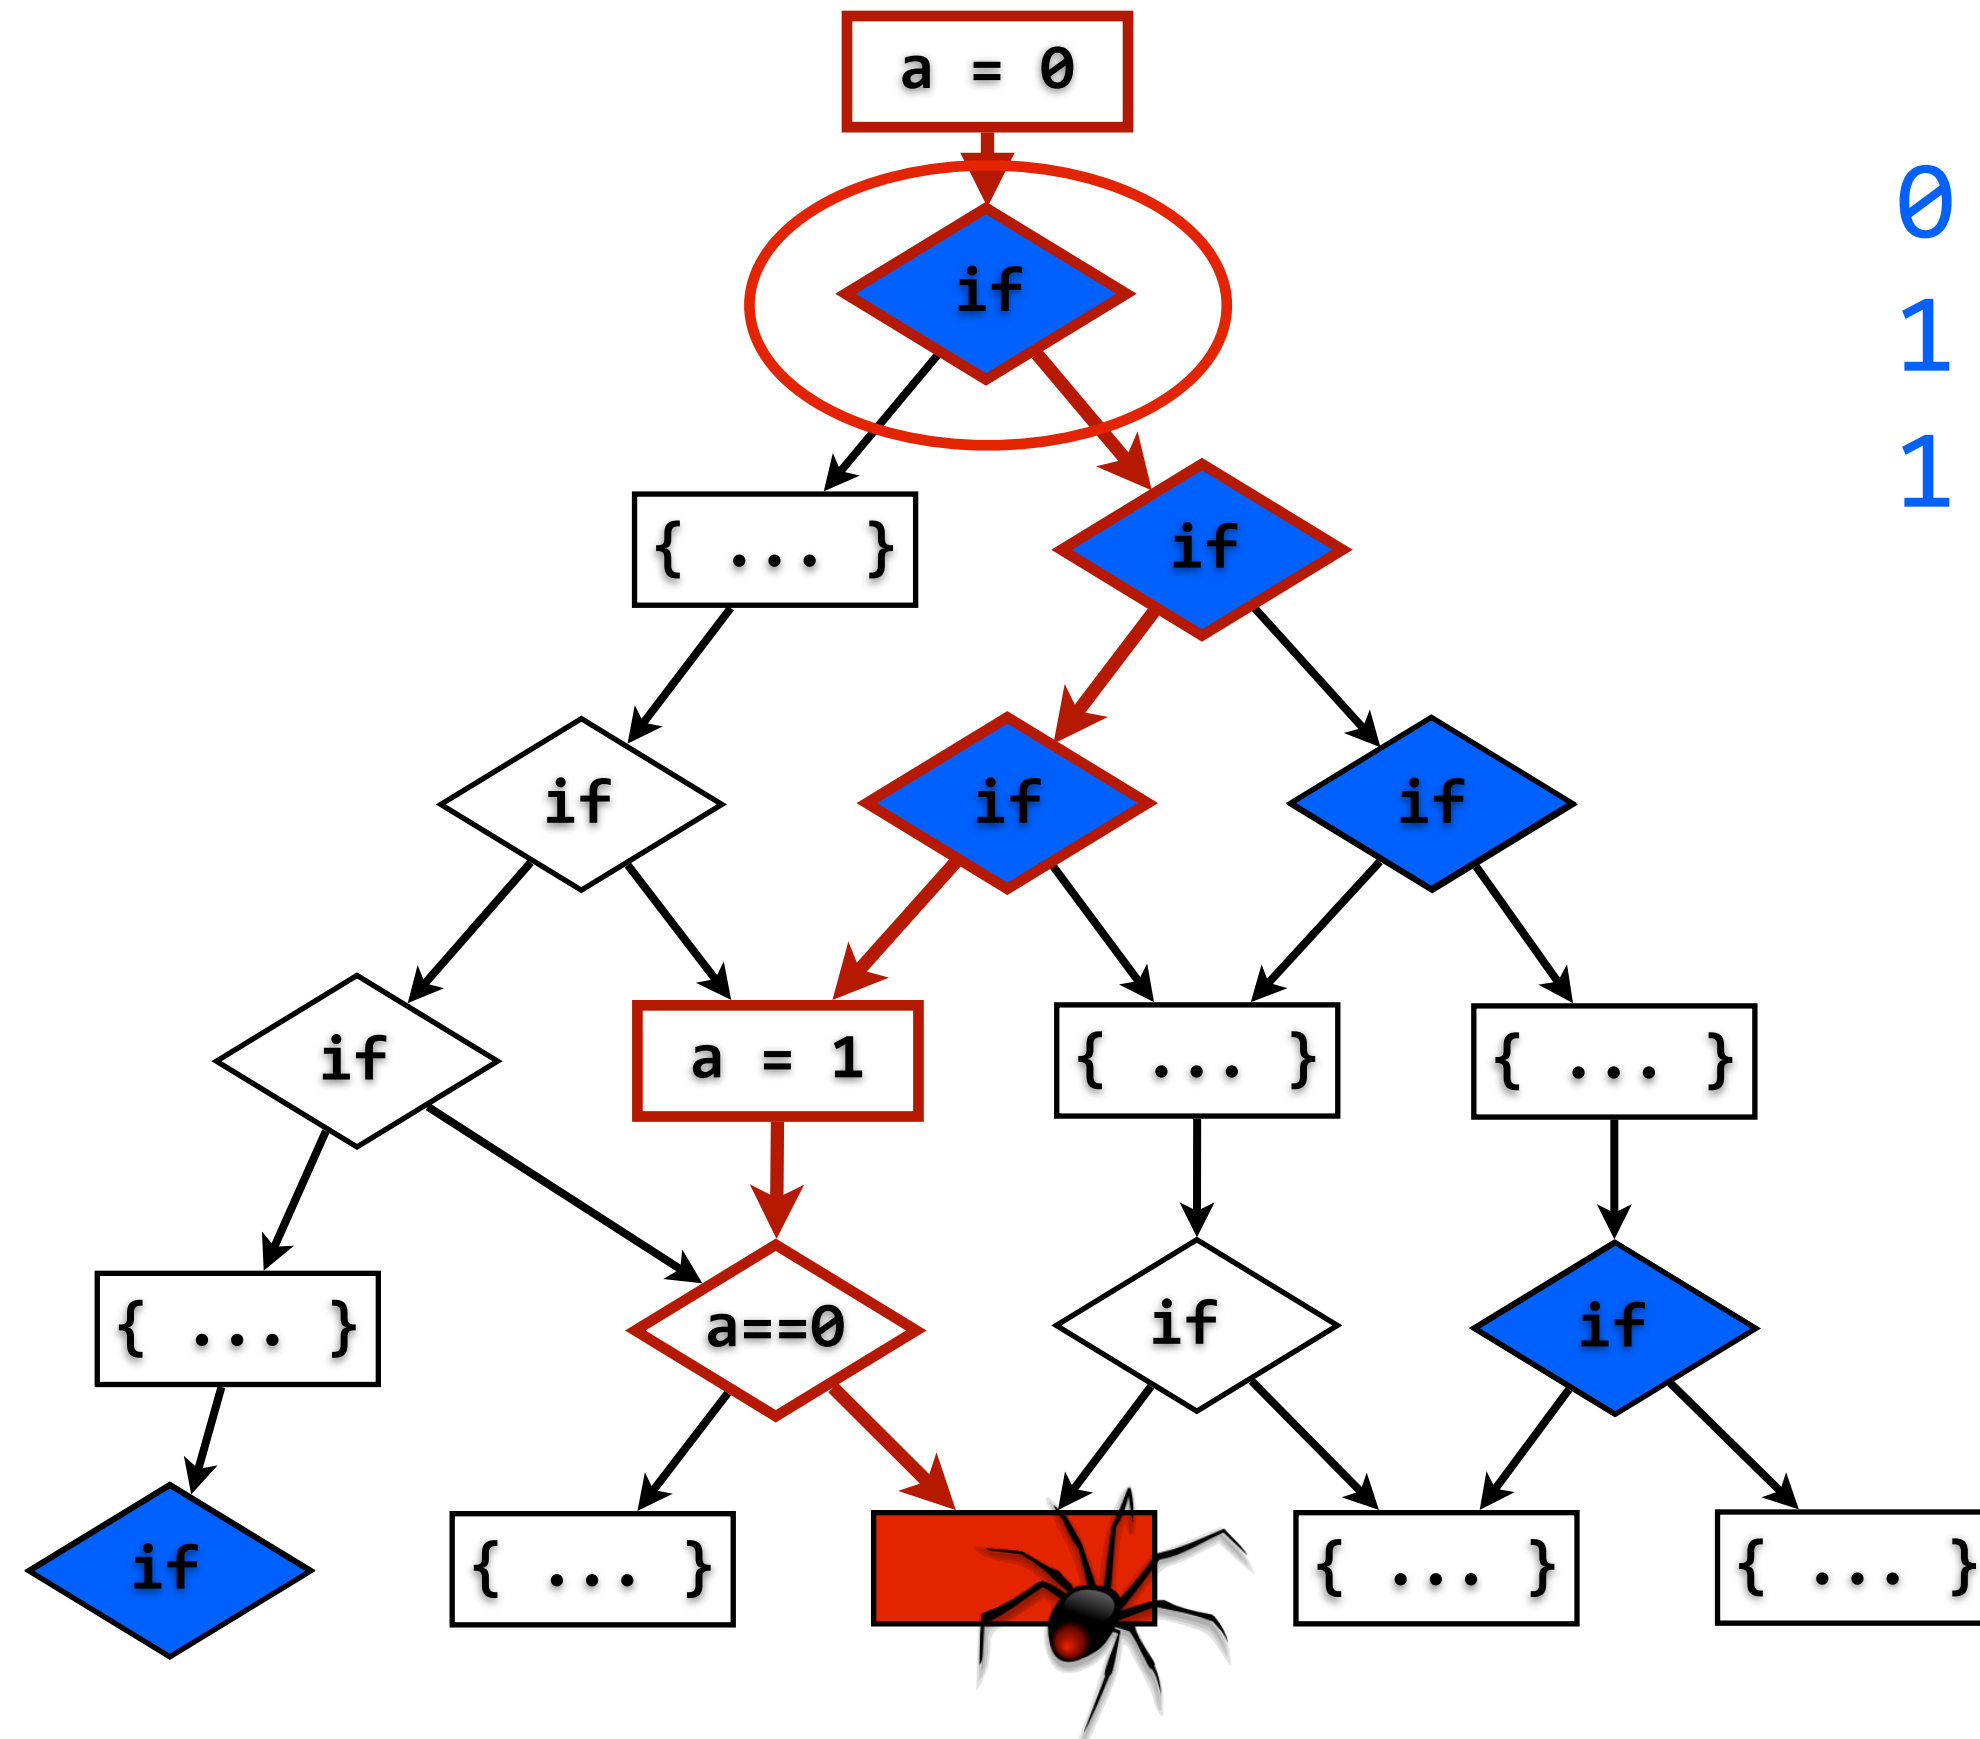 a = 0
0
if
1
1
{ ... }
if
if
if
if
if
a = 1
{ ... }
{ ... }
{ ... }
a==0
if
if
if
{ ... }
{ ... }
{ ... }